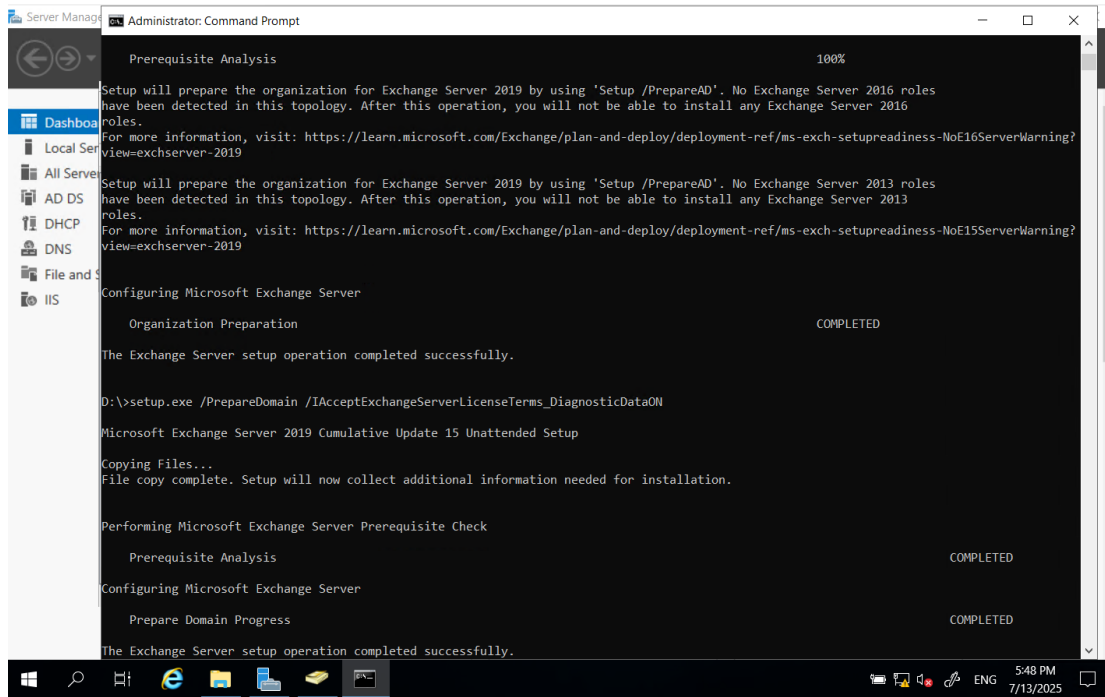 Server Manage
Administrator: Command Prompt
Prerequisite Analysis 100%
Setup will prepare the organization for Exchange Server 2019 by using 'Setup /PrepareAD'. No Exchange Server 2016 roles
have been detected in this topology. After this operation, you will not be able to install any Exchange Server 2016
roles.
For more information, visit: https://learn.microsoft.com/Exchange/plan-and-deploy/deployment-ref/ms-exch-setupreadiness-NoE16ServerWarning?
view=exchserver-2019
Setup will prepare the organization for Exchange Server 2019 by using 'Setup /PrepareAD'. No Exchange Server 2013 roles
have been detected in this topology. After this operation, you will not be able to install any Exchange Server 2013
roles.
For more information, visit: https://learn.microsoft.com/Exchange/plan-and-deploy/deployment-ref/ms-exch-setupreadiness-NoE15ServerWarning?
view=exchserver-2019
Configuring Microsoft Exchange Server
Organization Preparation COMPLETED
The Exchange Server setup operation completed successfully.
D:\>setup.exe /PrepareDomain /IAcceptExchangeServerLicenseTerms_DiagnosticDataON
Microsoft Exchange Server 2019 Cumulative Update 15 Unattended Setup
Copying Files...
File copy complete. Setup will now collect additional information needed for installation.
Performing Microsoft Exchange Server Prerequisite Check
Prerequisite Analysis COMPLETED
Configuring Microsoft Exchange Server
Prepare Domain Progress COMPLETED
The Exchange Server setup operation completed successfully.
Dashboa
Local Ser
All Server
AD DS
DHCP
DNS
File and S
IIS
ENG
5:48 PM
7/13/2025